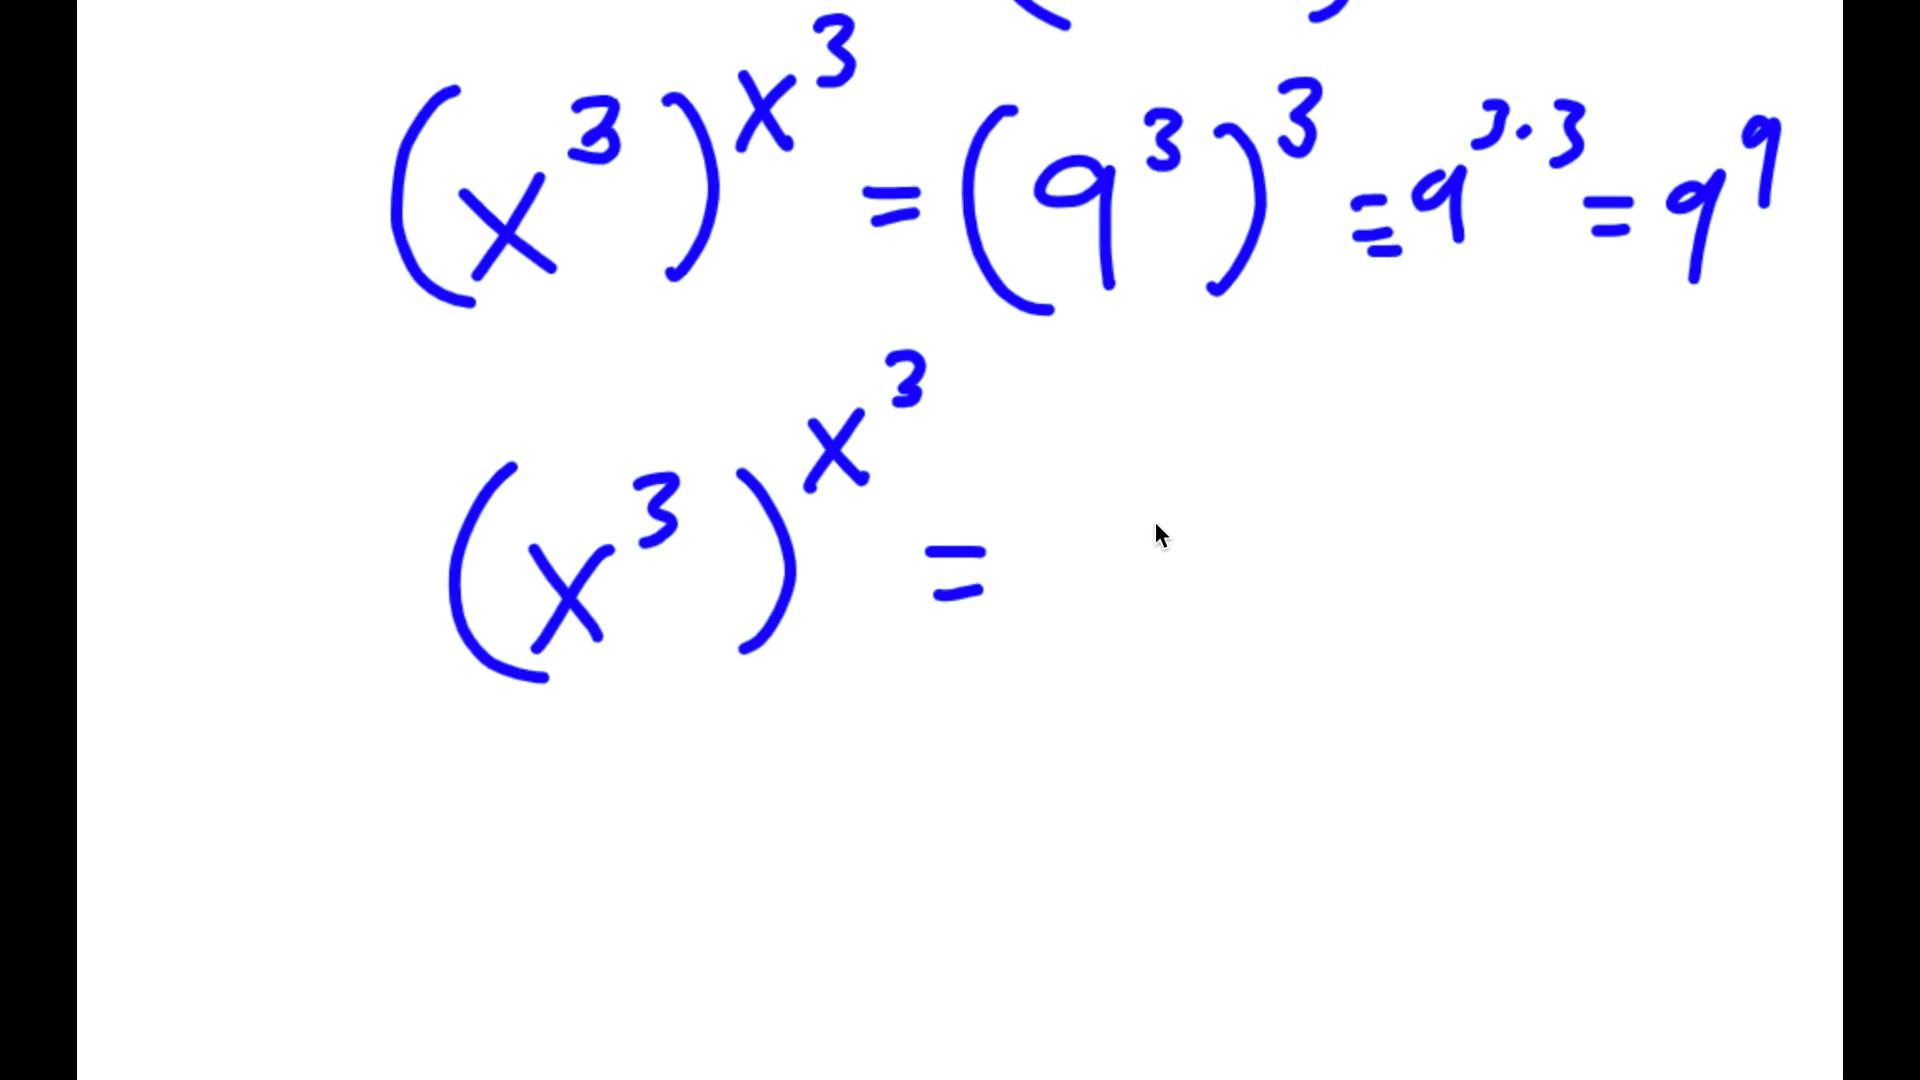 (x³)^x³ = (9³)³ = 9^3·3 = 9⁹
(x³)^x³ =